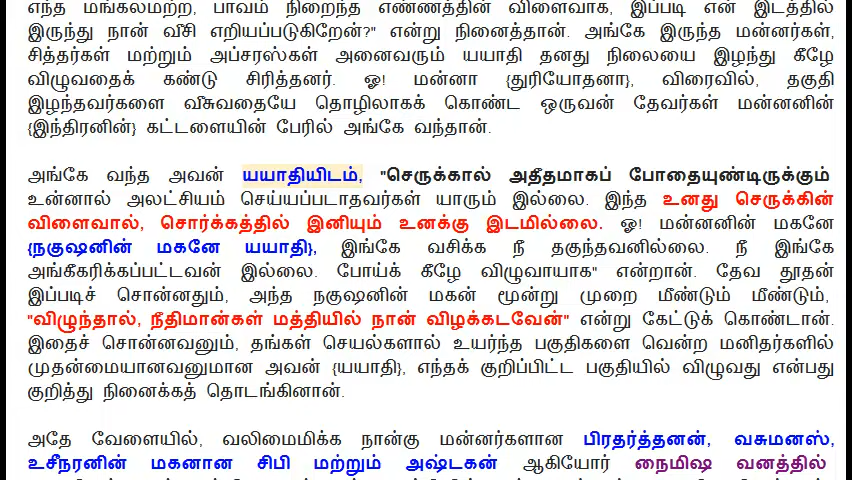 எந்த மங்கலமற்ற, பாவம் நிறைந்த எண்ணத்தின் விளைவாக, இப்படி என் இடத்தில்
இருந்து நான் வீசி எறியப்படுகிறேன்?" என்று நினைத்தான். அங்கே இருந்த மன்னர்கள்,
சித்தர்கள் மற்றும் அப்சரஸ்கள் அனைவரும் யயாதி தனது நிலையை இழந்து கீழே
விழுவதைக் கண்டு சிரித்தனர். ஓ! மன்னா {துரியோதனா}, விரைவில், தகுதி
இழந்தவர்களை வீசுவதையே தொழிலாகக் கொண்ட ஒருவன் தேவர்கள் மன்னனின்
{இந்திரனின்} கட்டளையின் பேரில் அங்கே வந்தான்.
அங்கே வந்த அவன் யயாதியிடம், "செருக்கால் அதீதமாகப் போதையுண்டிருக்கும்
உன்னால் அலட்சியம் செய்யப்படாதவர்கள் யாரும் இல்லை. இந்த உனது செருக்கின்
விளைவால், சொர்க்கத்தில் இனியும் உனக்கு இடமில்லை. ஓ! மன்னனின் மகனே
{நகுஷனின் மகனே யயாதி}, இங்கே வசிக்க நீ தகுந்தவனில்லை. நீ இங்கே
அங்கீகரிக்கப்பட்டவன் இல்லை. போய்க் கீழே விழுவாயாக" என்றான். தேவ தூதன்
இப்படிச் சொன்னதும், அந்த நகுஷனின் மகன் மூன்று முறை மீண்டும் மீண்டும்,
"விழுந்தால், நீதிமான்கள் மத்தியில் நான் விழக்கடவேன்" என்று கேட்டுக் கொண்டான்.
இதைச் சொன்னவனும், தங்கள் செயல்களால் உயர்ந்த பகுதிகளை வென்ற மனிதர்களில்
முதன்மையானவனுமான அவன் {யயாதி}, எந்தக் குறிப்பிட்ட பகுதியில் விழுவது என்பது
குறித்து நினைக்கத் தொடங்கினான்.
அதே வேளையில், வலிமைமிக்க நான்கு மன்னர்களான பிரதர்த்தனன், வசுமனஸ்,
உசீநரனின் மகனான சிபி மற்றும் அஷ்டகன் ஆகியோர் நைமிஷ வனத்தில்